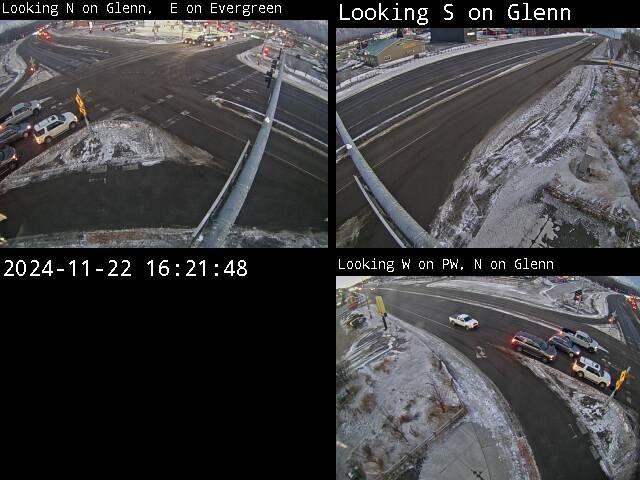 Looking N on Glenn,  E on Evergreen
Looking S on Glenn
2024-11-22 16:21:48
Looking W on PW, N on Glenn